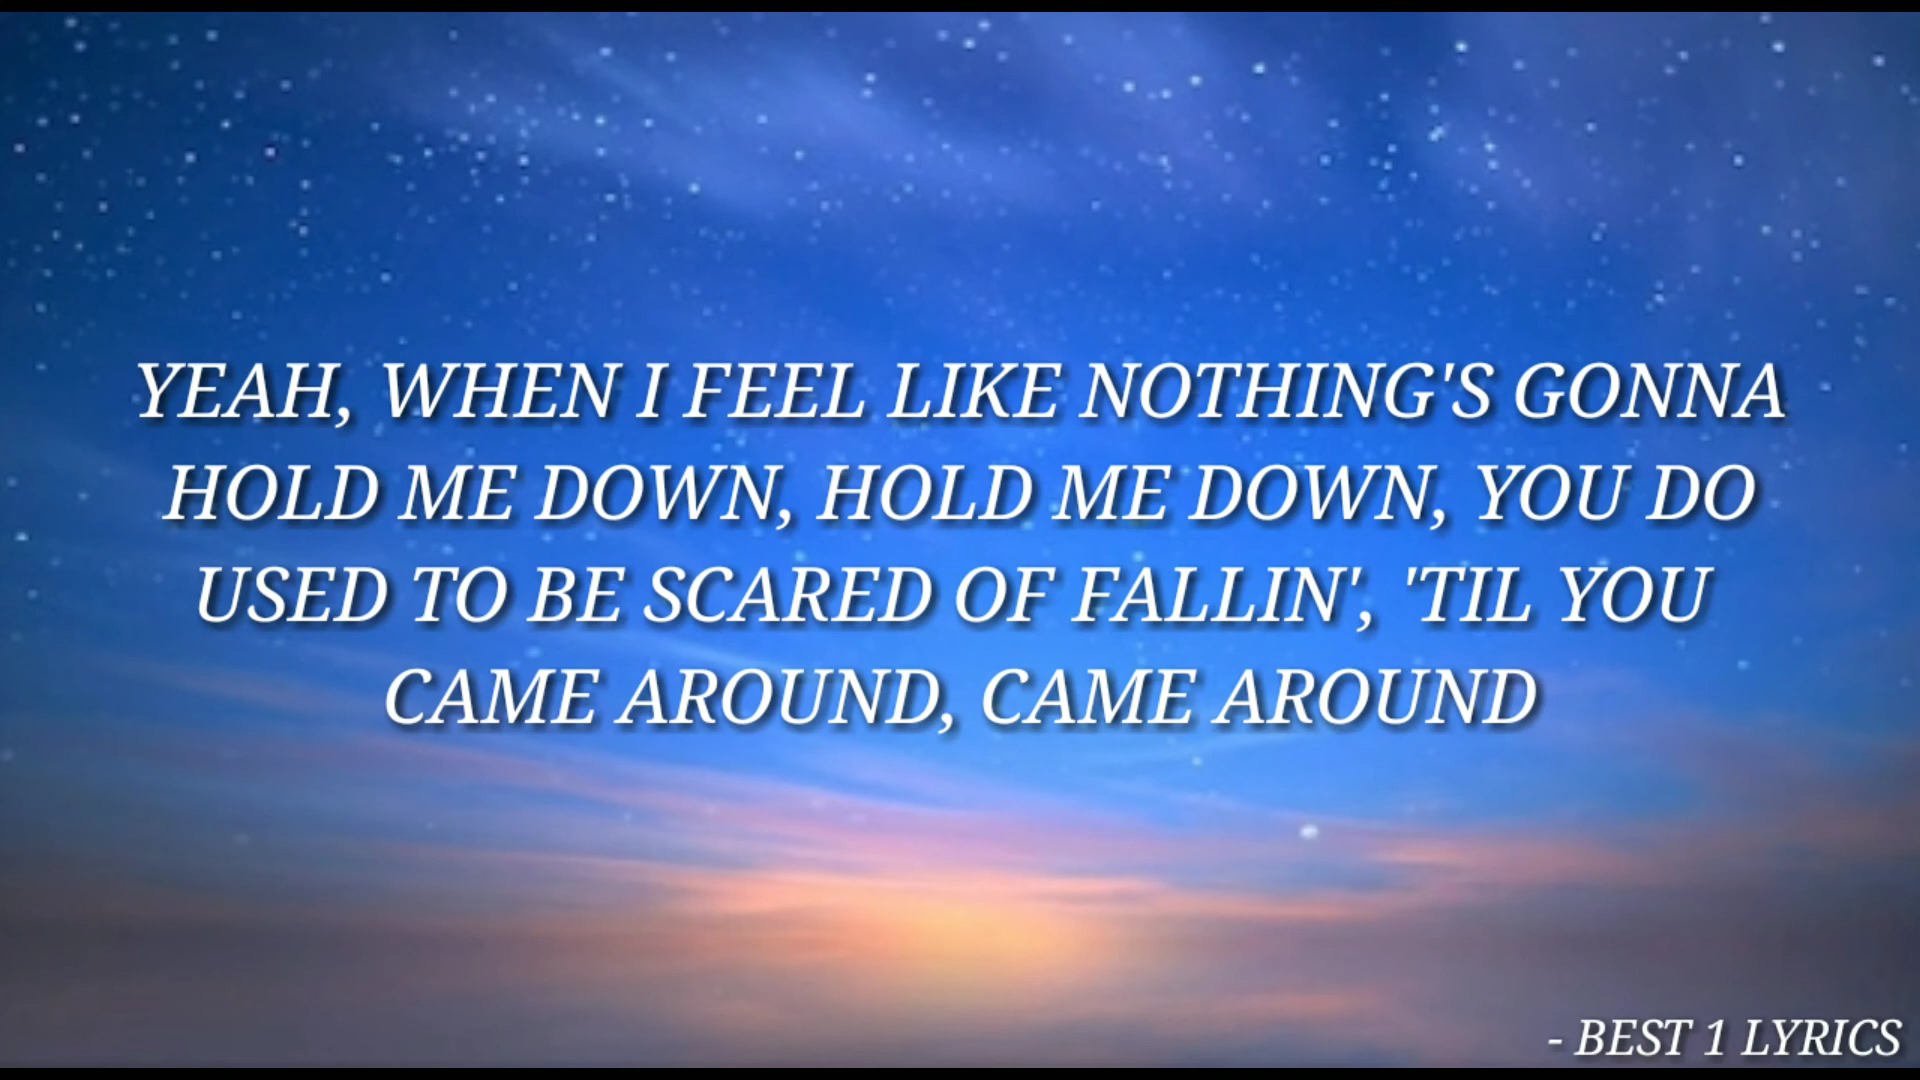 YEAH, WHEN I FEEL LIKE NOTHING'S GONNA
HOLD ME DOWN, HOLD ME DOWN, YOU DO
USED TO BE SCARED OF FALLIN', 'TIL YOU
CAME AROUND, CAME AROUND
- BEST 1 LYRICS